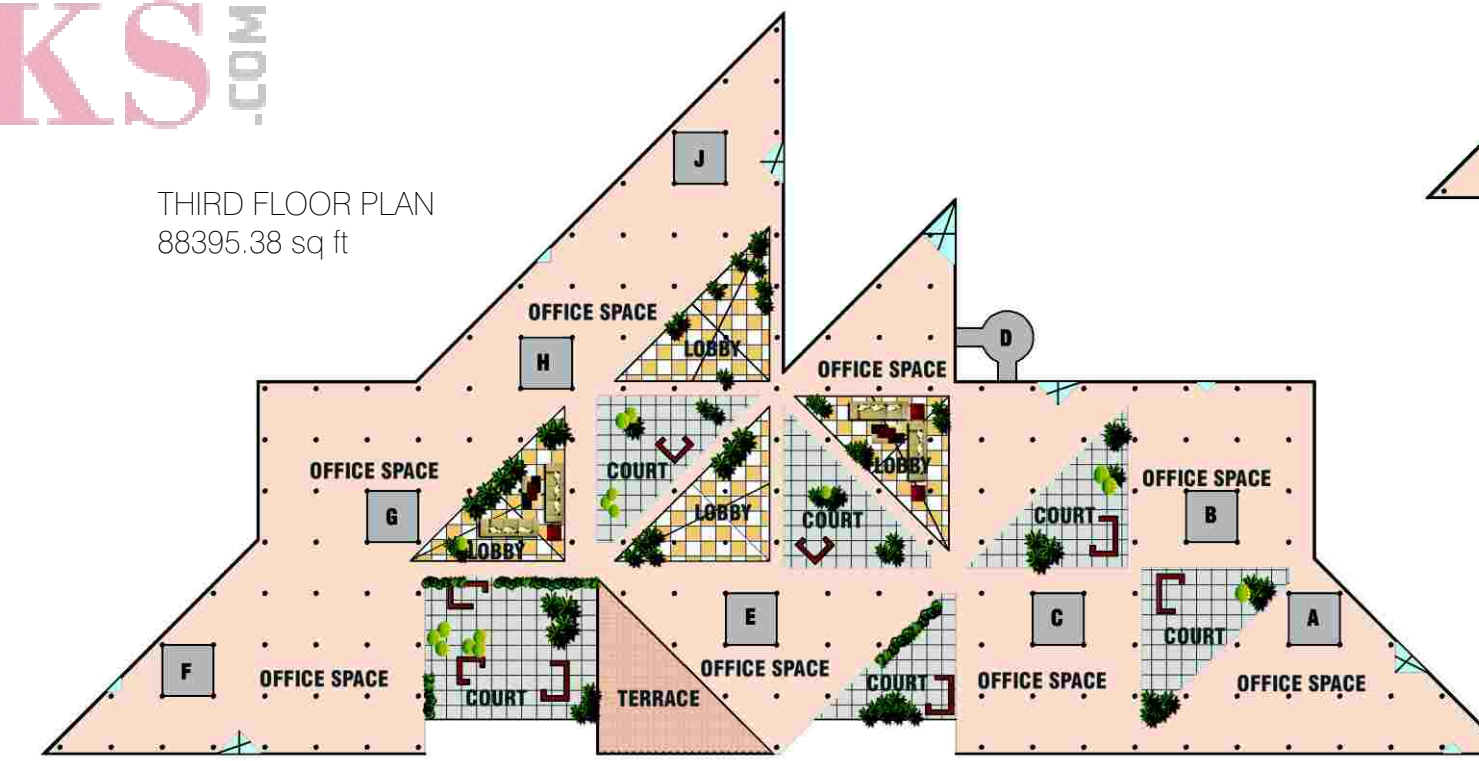 KS
.COM
THIRD FLOOR PLAN
88395.38 sq ft
J
OFFICE SPACE
LOBBY
H
D
OFFICE SPACE
OFFICE SPACE
COURT
LOBBY
OFFICE SPACE
G
LOBBY
COURT
COURT
B
LOBBY
E
C
A
COURT
F
OFFICE SPACE
COURT
TERRACE
OFFICE SPACE
COURT
OFFICE SPACE
OFFICE SPACE